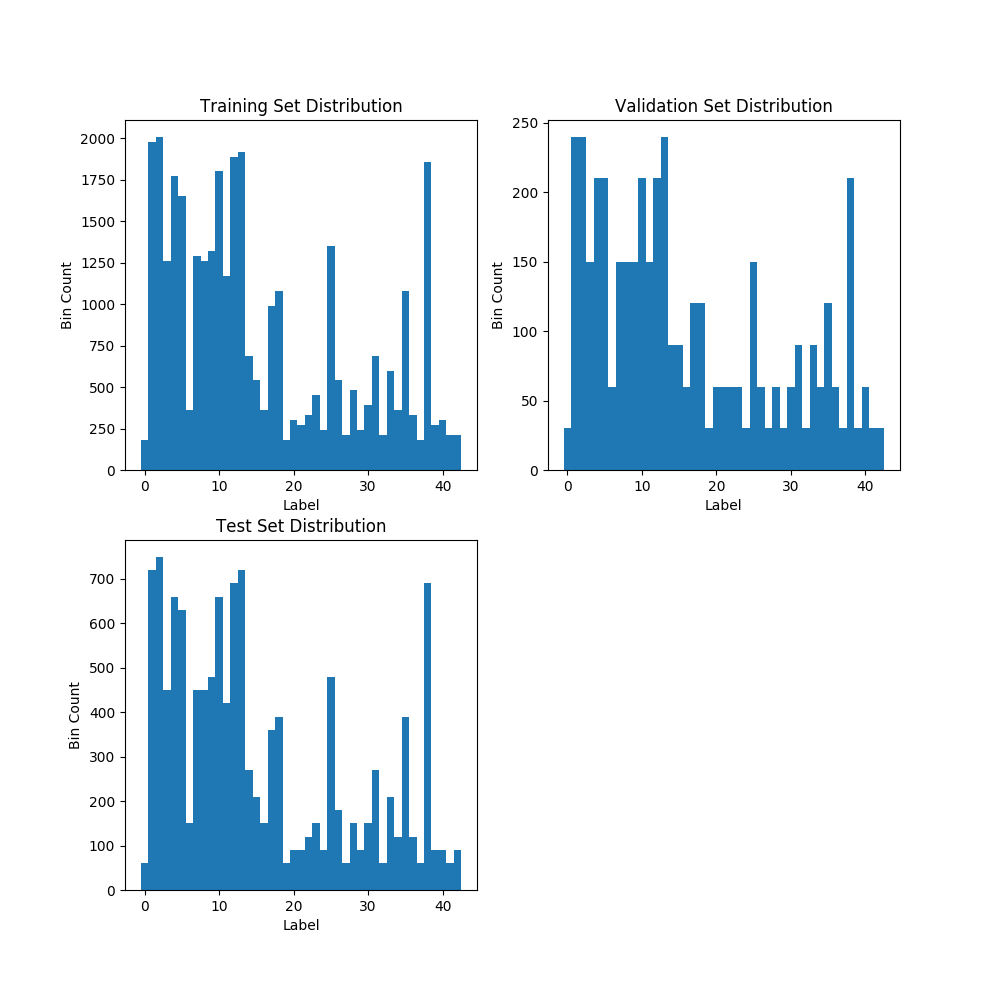 Training Set Distribution
Bin Count
2000
1750
1500
1250
1000
750
500
250
0
0 10 20 30 40
Label
Validation Set Distribution
Bin Count
250
200
150
100
50
0
0 10 20 30 40
Label
Test Set Distribution
Bin Count
700
600
500
400
300
200
100
0
0 10 20 30 40
Label